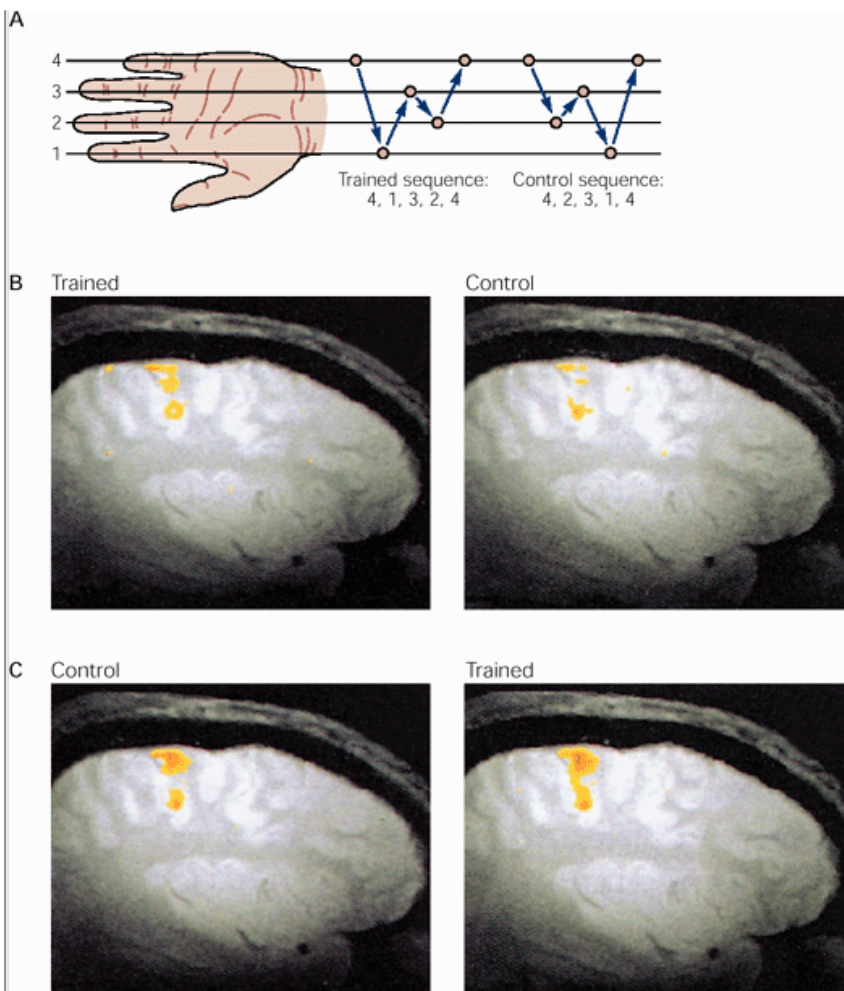 A
4
3
2
1
Trained sequence:
4, 1, 3, 2, 4
Control sequence:
4, 2, 3, 1, 4
B
Trained
Control
C
Control
Trained